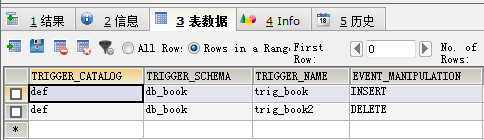 1 结果 2 信息 3 表数据 4 Info 5 历史
All Row: Rows in a Rang First Row: 0 No. of Rows:
TRIGGER_CATALOG TRIGGER_SCHEMA TRIGGER_NAME EVENT_MANIPULATION
def db_book trig_book INSERT
def db_book trig_book2 DELETE
*